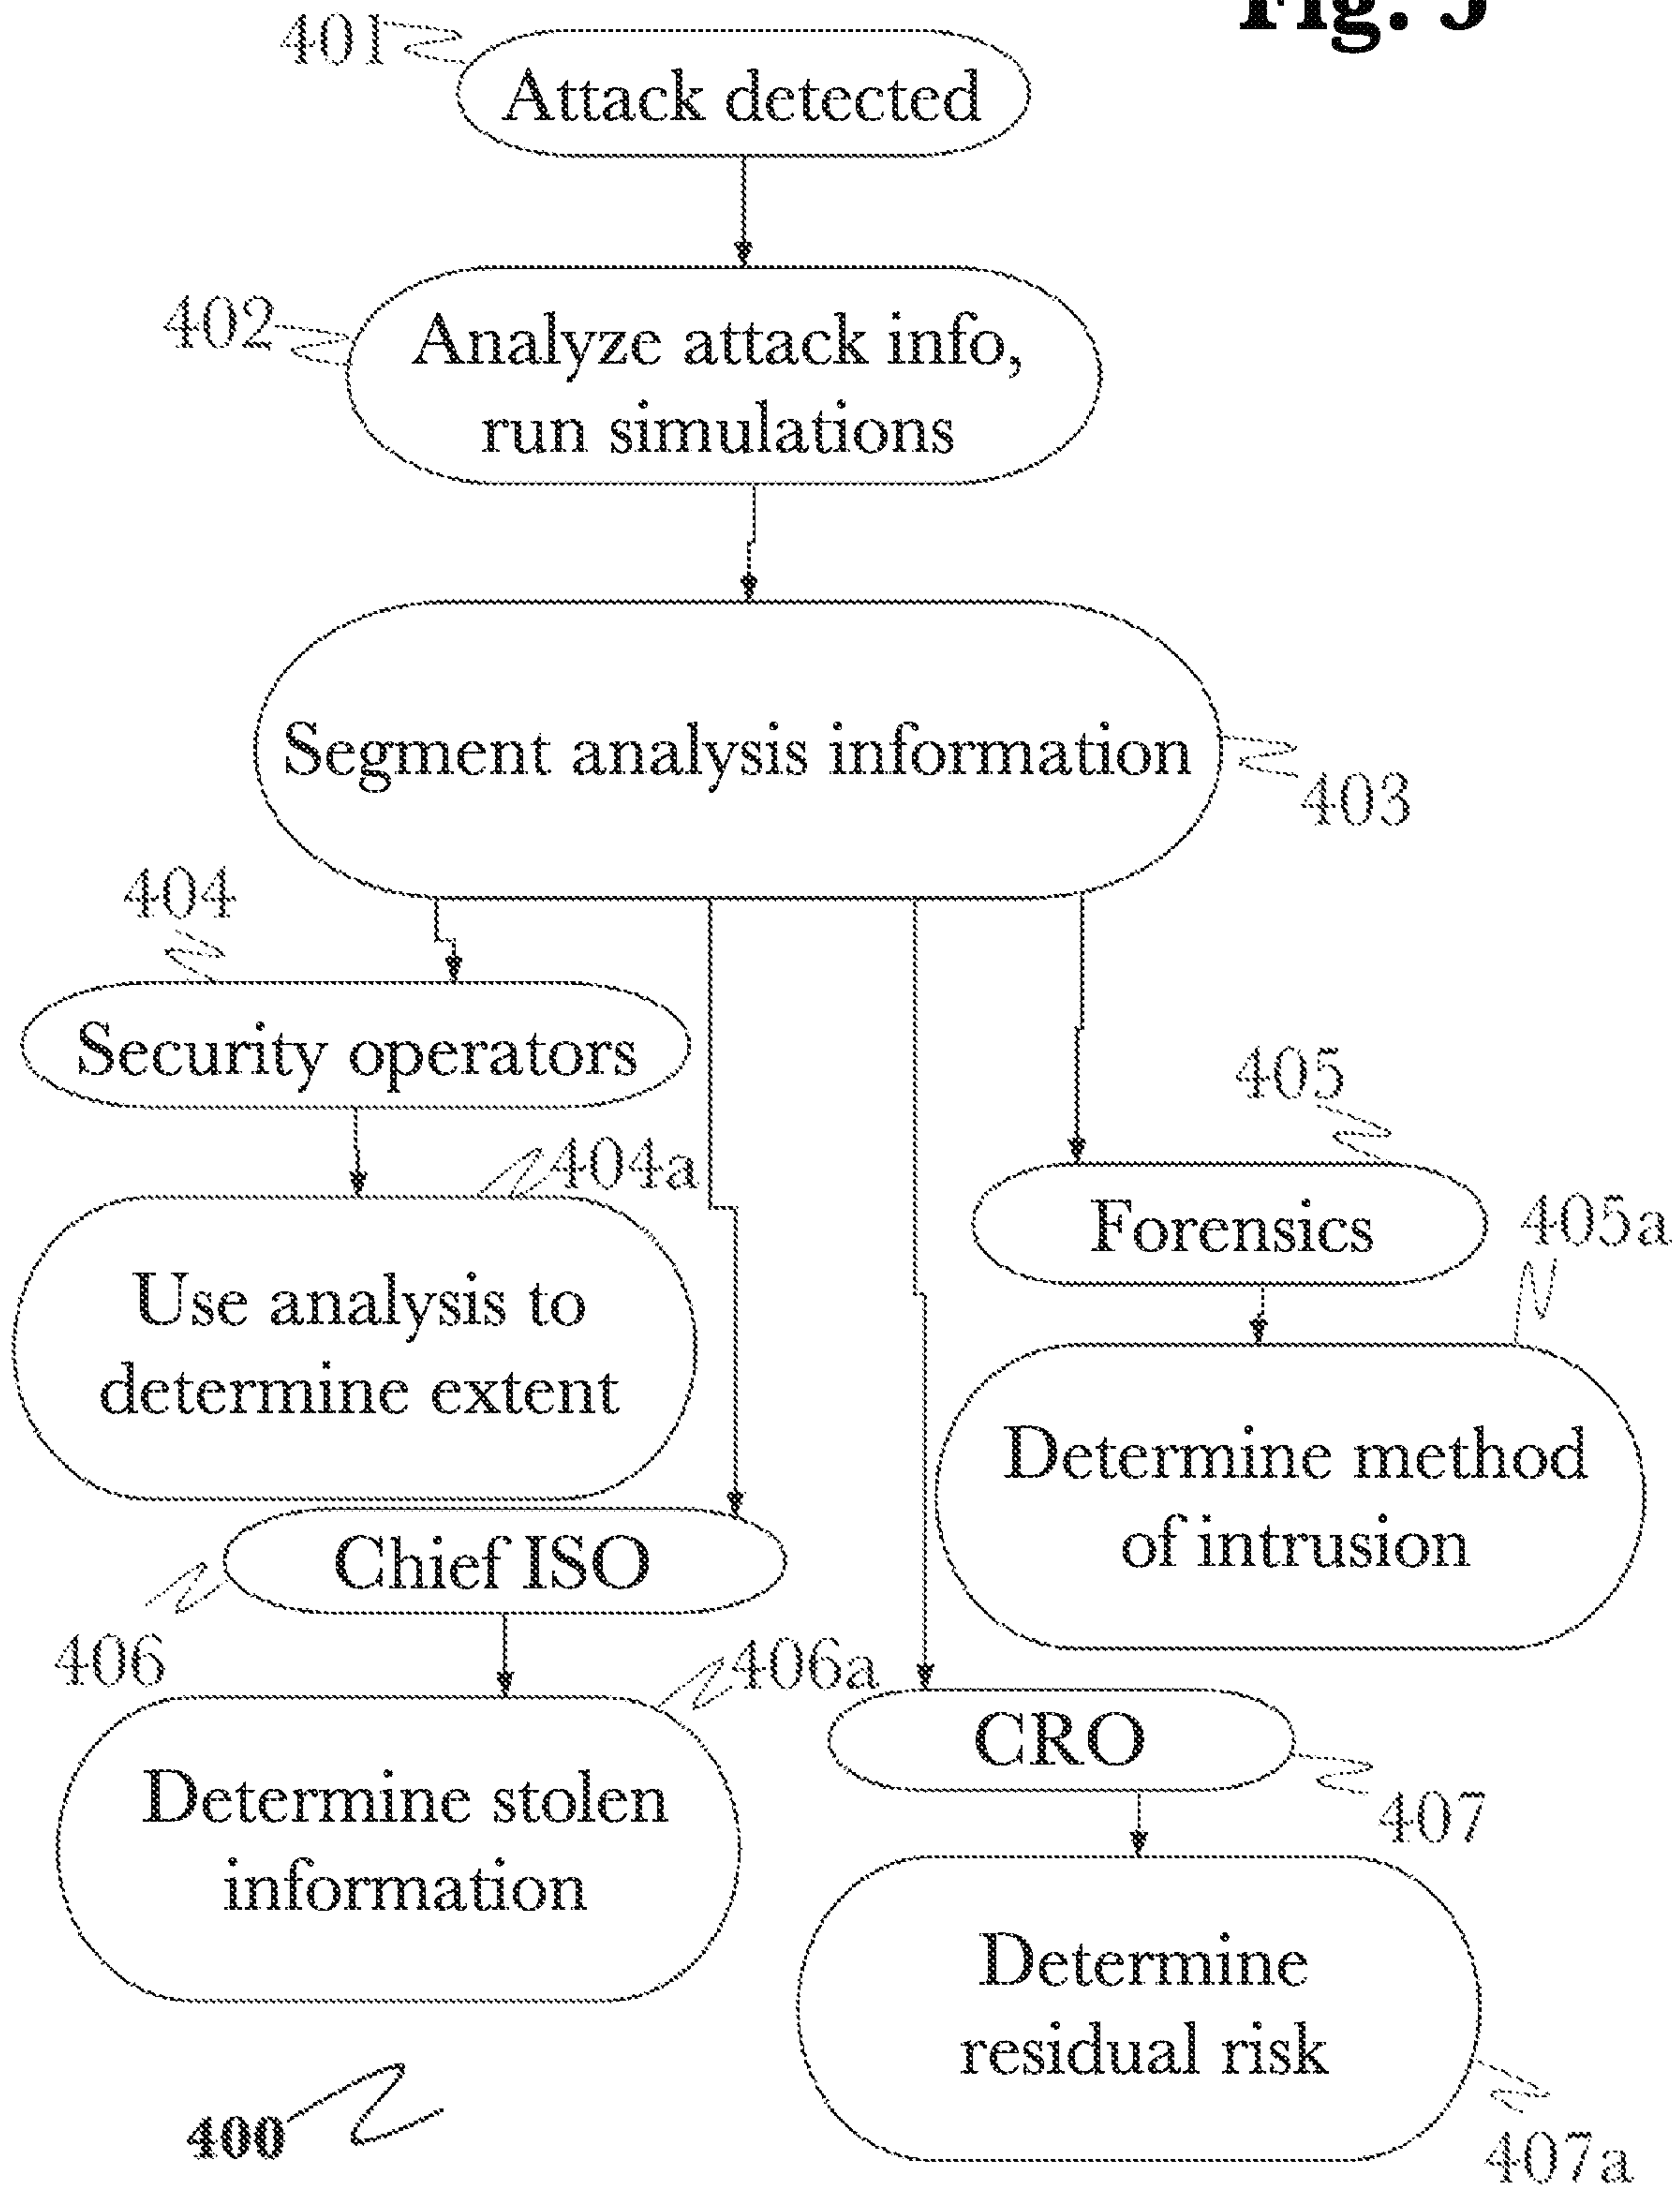 Fig.
401
Attack detected
402
Analyze attack info,
run simulations
Segment analysis information
403
404
Security operators
405
404a
Forensics
405a
Use analysis to
determine extent
Determine method
of intrusion
Chief ISO
406
406a
CRO
Determine stolen
information
407
Determine
residual risk
400
407a